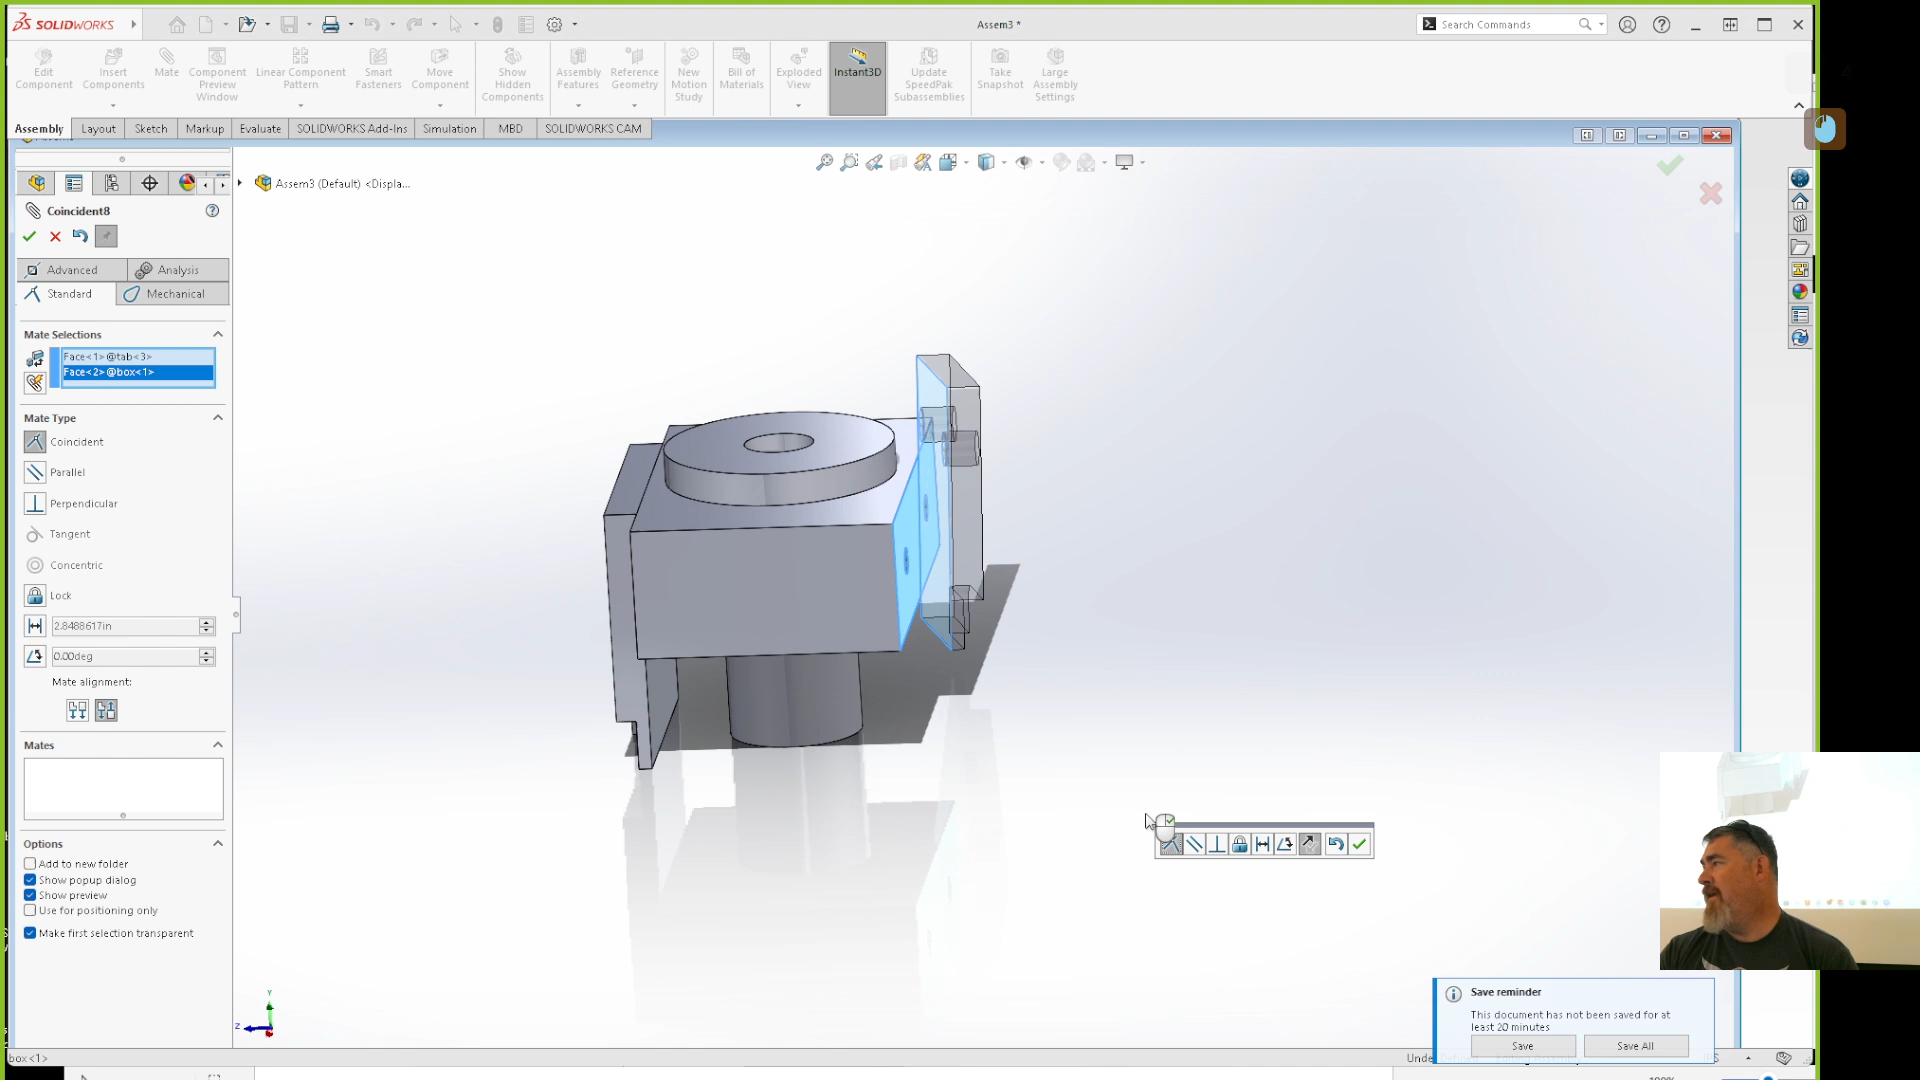 SOLIDWORKS
Assem3 *
Search Commands
Edit Component
Insert Components
Mate
Component Preview Window
Linear Component Pattern
Smart Fasteners
Move Component
Show Hidden Components
Assembly Features
Reference Geometry
New Motion Study
Bill of Materials
Exploded View
Instant3D
Update SpeedPak Subassemblies
Take Snapshot
Large Assembly Settings
Assembly
Layout
Sketch
Markup
Evaluate
SOLIDWORKS Add-Ins
Simulation
MBD
SOLIDWORKS CAM
Assem3 (Default) <Displa...
Coincident8
Advanced
Analysis
Standard
Mechanical
Mate Selections
Face<1>@tab<3>
Face<2>@box<1>
Mate Type
Coincident
Parallel
Perpendicular
Tangent
Concentric
Lock
2.8488617in
0.00deg
Mate alignment:
Mates
Options
Add to new folder
Show popup dialog
Show preview
Use for positioning only
Make first selection transparent
Y
Z
Save reminder
This document has not been saved for at
least 20 minutes
Save
Save All
box<1>